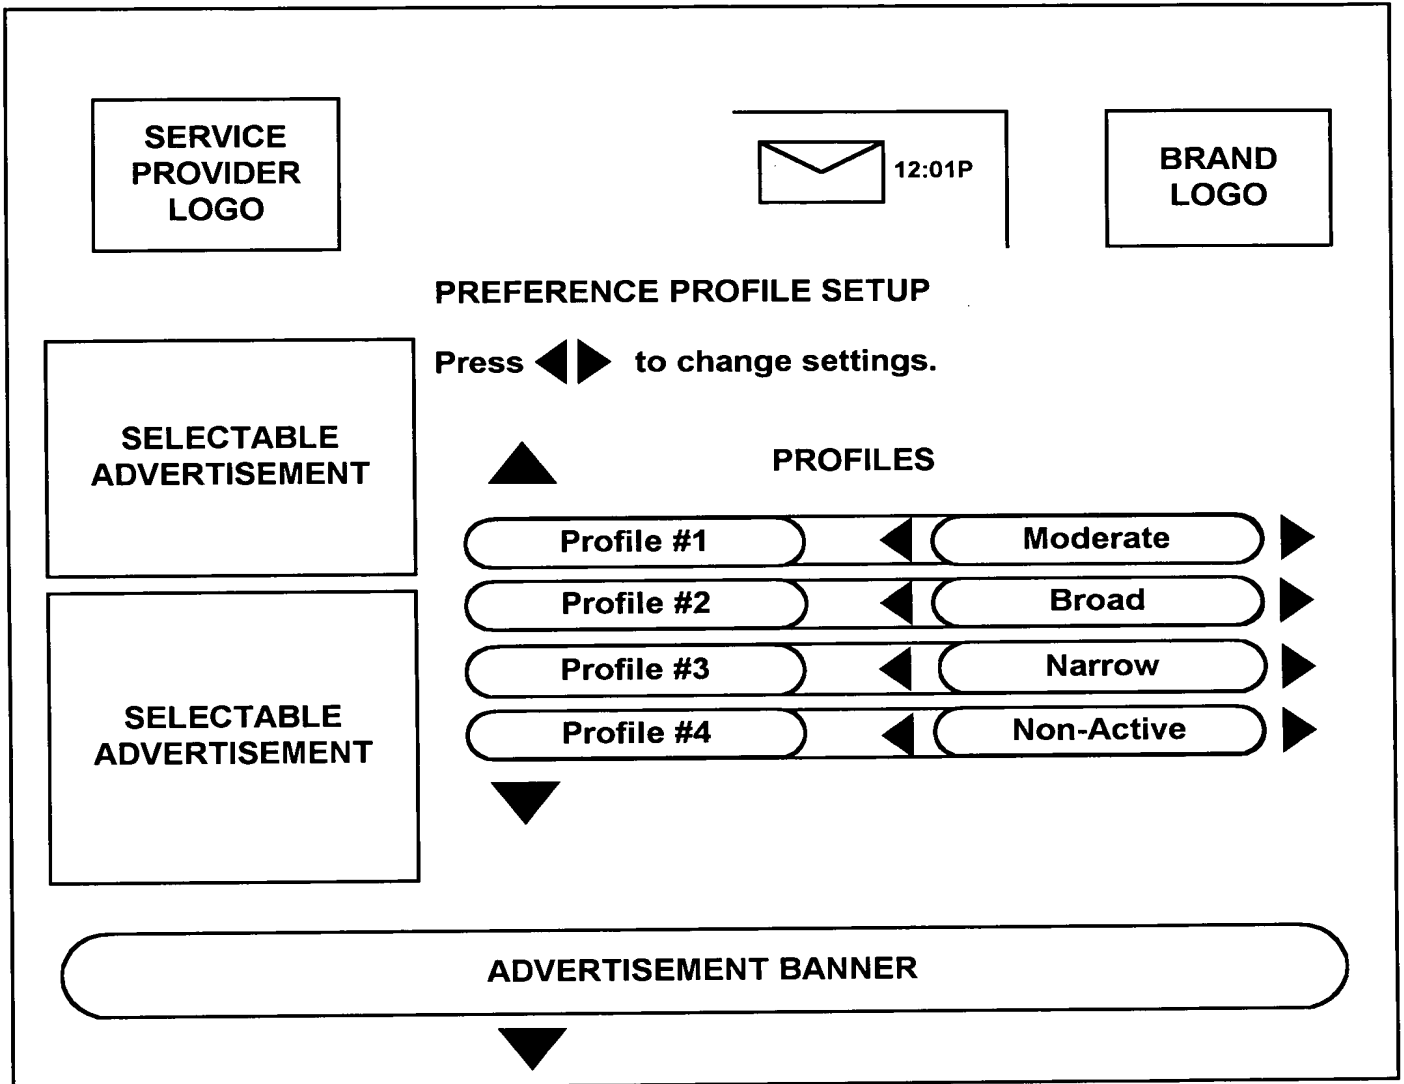 SERVICE
PROVIDER
LOGO
12:01P
BRAND
LOGO
PREFERENCE PROFILE SETUP
Press to change settings.
SELECTABLE
ADVERTISEMENT
PROFILES
Profile #1 Moderate
Profile #2 Broad
Profile #3 Narrow
Profile #4 Non-Active
SELECTABLE
ADVERTISEMENT
ADVERTISEMENT BANNER